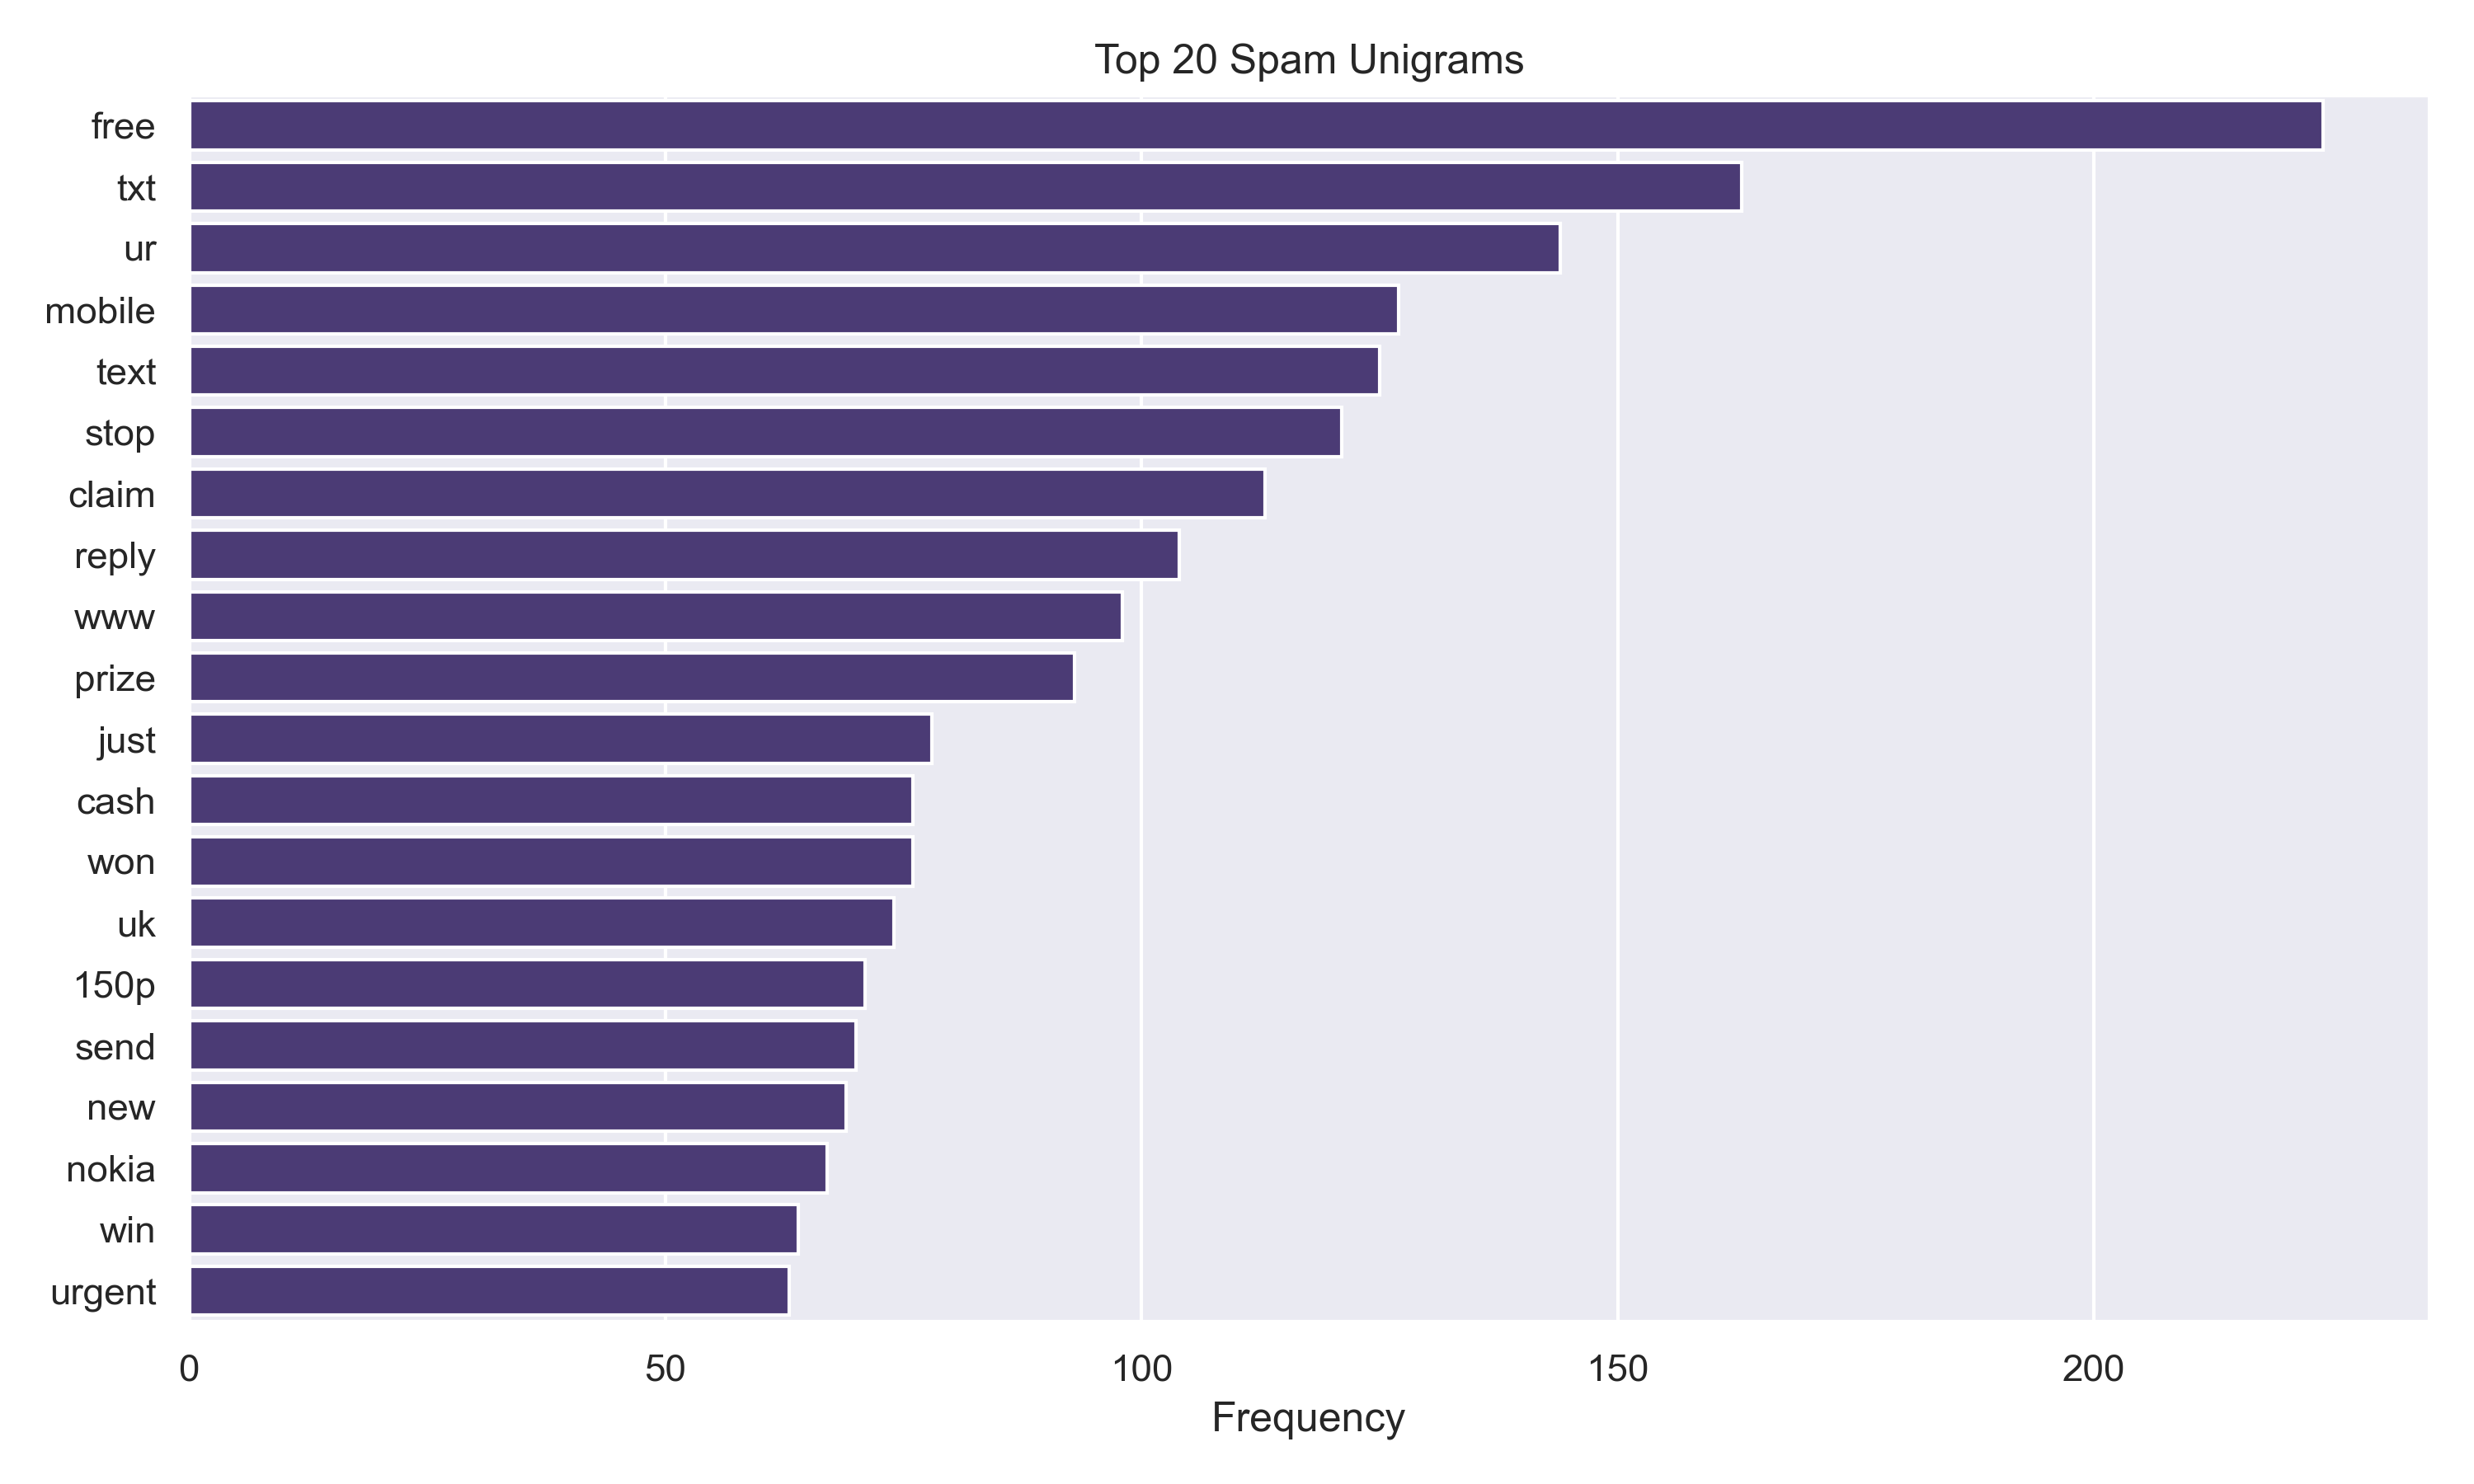 Top 20 Spam Unigrams
free
txt
ur
mobile
text
stop
claim
reply
www
prize
just
cash
won
uk
150p
send
new
nokia
win
urgent
0 50 100 150 200
Frequency